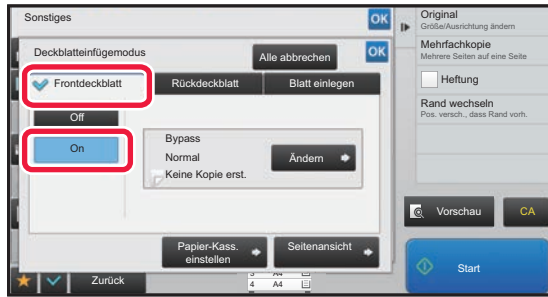 Sonstiges
OK
Deckblatteinfügemodus
Alle abbrechen
OK
Frontdeckblatt
Rückdeckblatt
Blatt einlegen
Off
On
Bypass
Normal
Keine Kopie erst.
Ändern
Papier-Kass.
einstellen
Seitenansicht
Zurück
3 A4
4 A4
Original
Größe/Ausrichtung ändern
Mehrfachkopie
Mehrere Seiten auf eine Seite
Heftung
Rand wechseln
Pos. versch., dass Rand vorh.
Vorschau
CA
Start